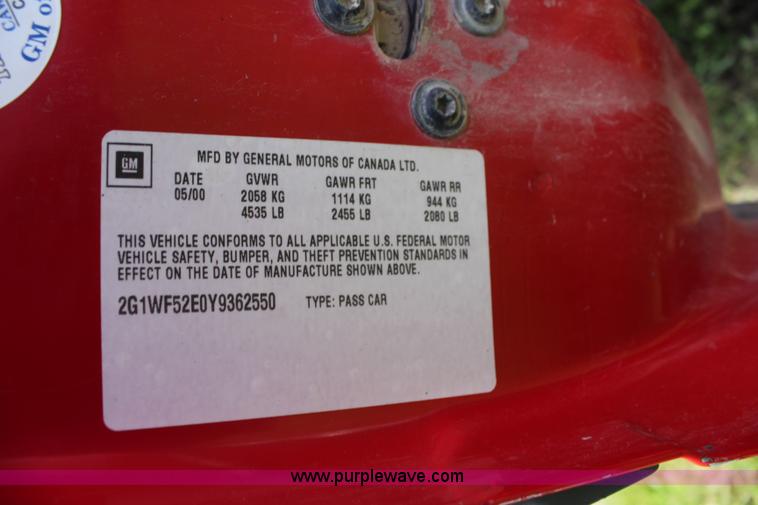 GM of
GM
MFD BY GENERAL MOTORS OF CANADA LTD.
DATE GVWR GAWR FRT GAWR RR
05/00 2058 KG 1114 KG 944 KG
4535 LB 2455 LB 2080 LB
THIS VEHICLE CONFORMS TO ALL APPLICABLE U.S. FEDERAL MOTOR
VEHICLE SAFETY, BUMPER, AND THEFT PREVENTION STANDARDS IN
EFFECT ON THE DATE OF MANUFACTURE SHOWN ABOVE.
2G1WF52E0Y9362550 TYPE: PASS CAR
www.purplewave.com